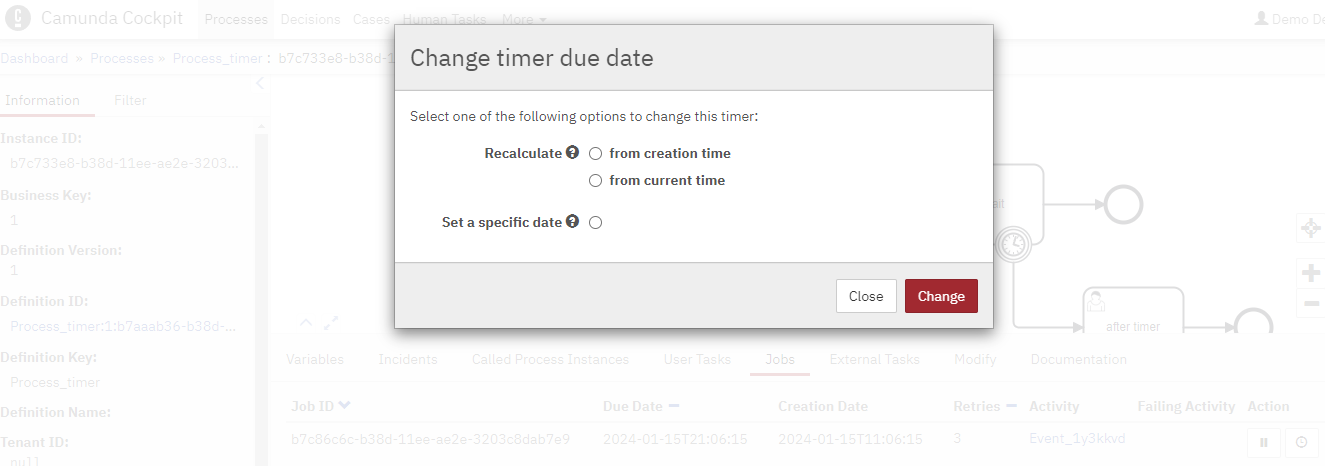 Camunda Cockpit Processes Decisions Cases Human Tasks More Demo De
Dashboard » Processes » Process_timer : b7c733e8-b38d-1
Change timer due date
Information Filter
Select one of the following options to change this timer:
Instance ID:
b7c733e8-b38d-11ee-ae2e-3203...
Recalculate ? from creation time
from current time
Business Key:
1
Set a specific date ?
Definition Version:
1
Definition ID:
Process_timer:1:b7aaab36-b38d-...
Close Change
after timer
Definition Key:
Process_timer
Variables Incidents Called Process Instances User Tasks Jobs External Tasks Modify Documentation
Definition Name:
Job ID Due Date Creation Date Retries Activity Failing Activity Action
Tenant ID:
null
b7c86c6c-b38d-11ee-ae2e-3203c8dab7e9 2024-01-15T21:06:15 2024-01-15T11:06:15 3 Event_1y3kkvd